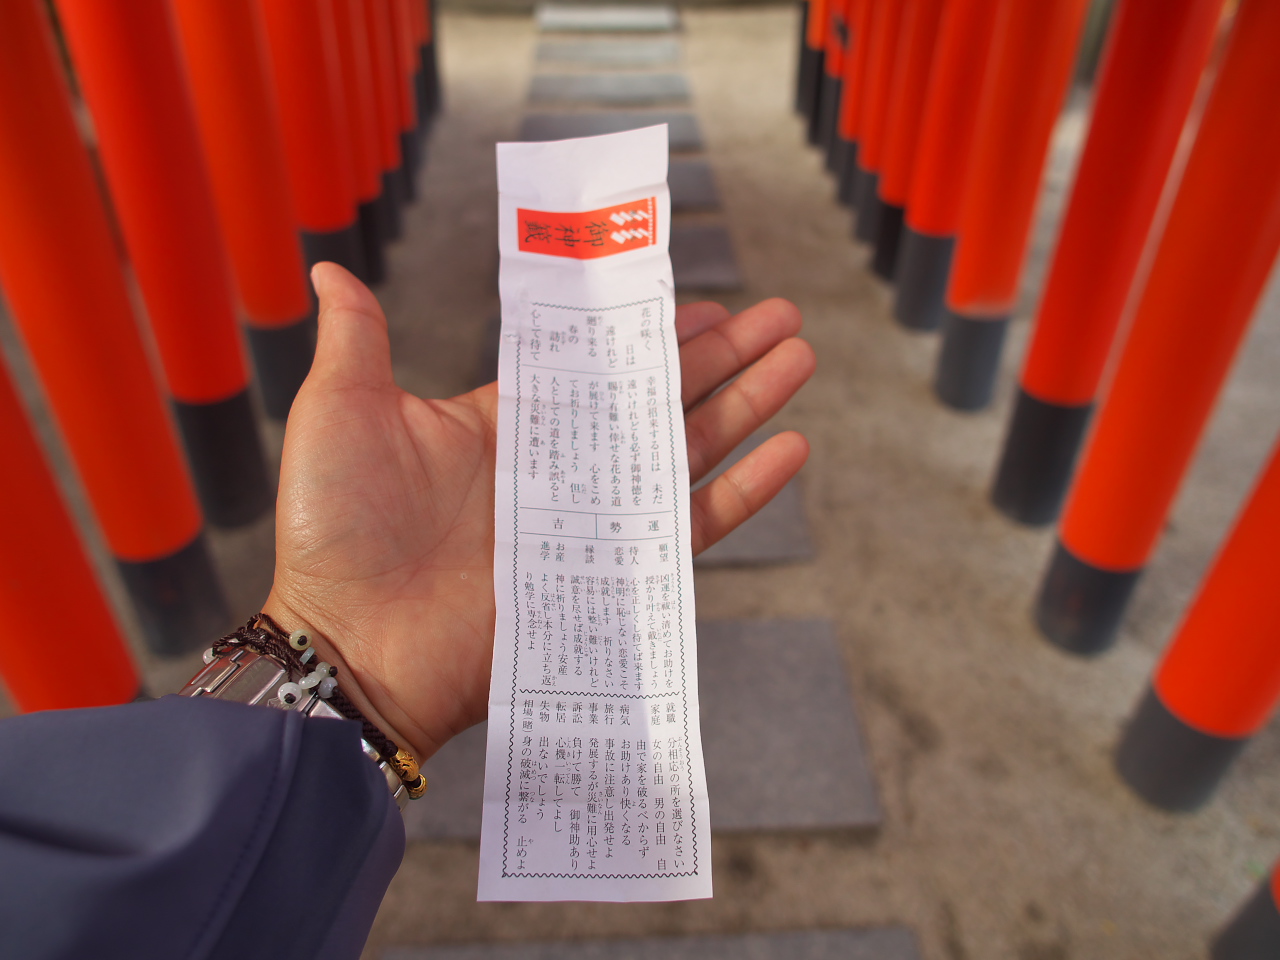 御神籤
花の咲く
日は
遠けれど
廻り来る
春の
訪れ
心して待て
幸福の招来する日は 未だ
遠いけれども必ず御神徳を
賜り有難い倖せな花ある道
が展けて来ます 心をこめ
てお祈りしましょう 但し
人としての道を踏み誤ると
大きな災難に遭います
運勢 吉
願望 凶運を祓い清めてお助けを
授かり叶えて戴きましょう
待人 心を正しくし待てば来ます
恋愛 神明に恥じない恋愛こそ
成就します 祈りなさい
縁談 容易には整い難いけれど
誠意を尽せば成就する
お産 神に祈りましょう安産
進学 よく反省し本分に立ち返
り勉学に専念せよ
就職 分相応の所を選びなさい
家庭 女の自由 男の自由 自
由で家を破るべからず
病気 お助けあり快くなる
旅行 事故に注意し出発せよ
事業 発展するが災難に用心せよ
訴訟 負けて勝て 御神助あり
転居 心機一転してよし
失物 出ないでしょう
相場(賭) 身の破滅に繋がる 止めよ